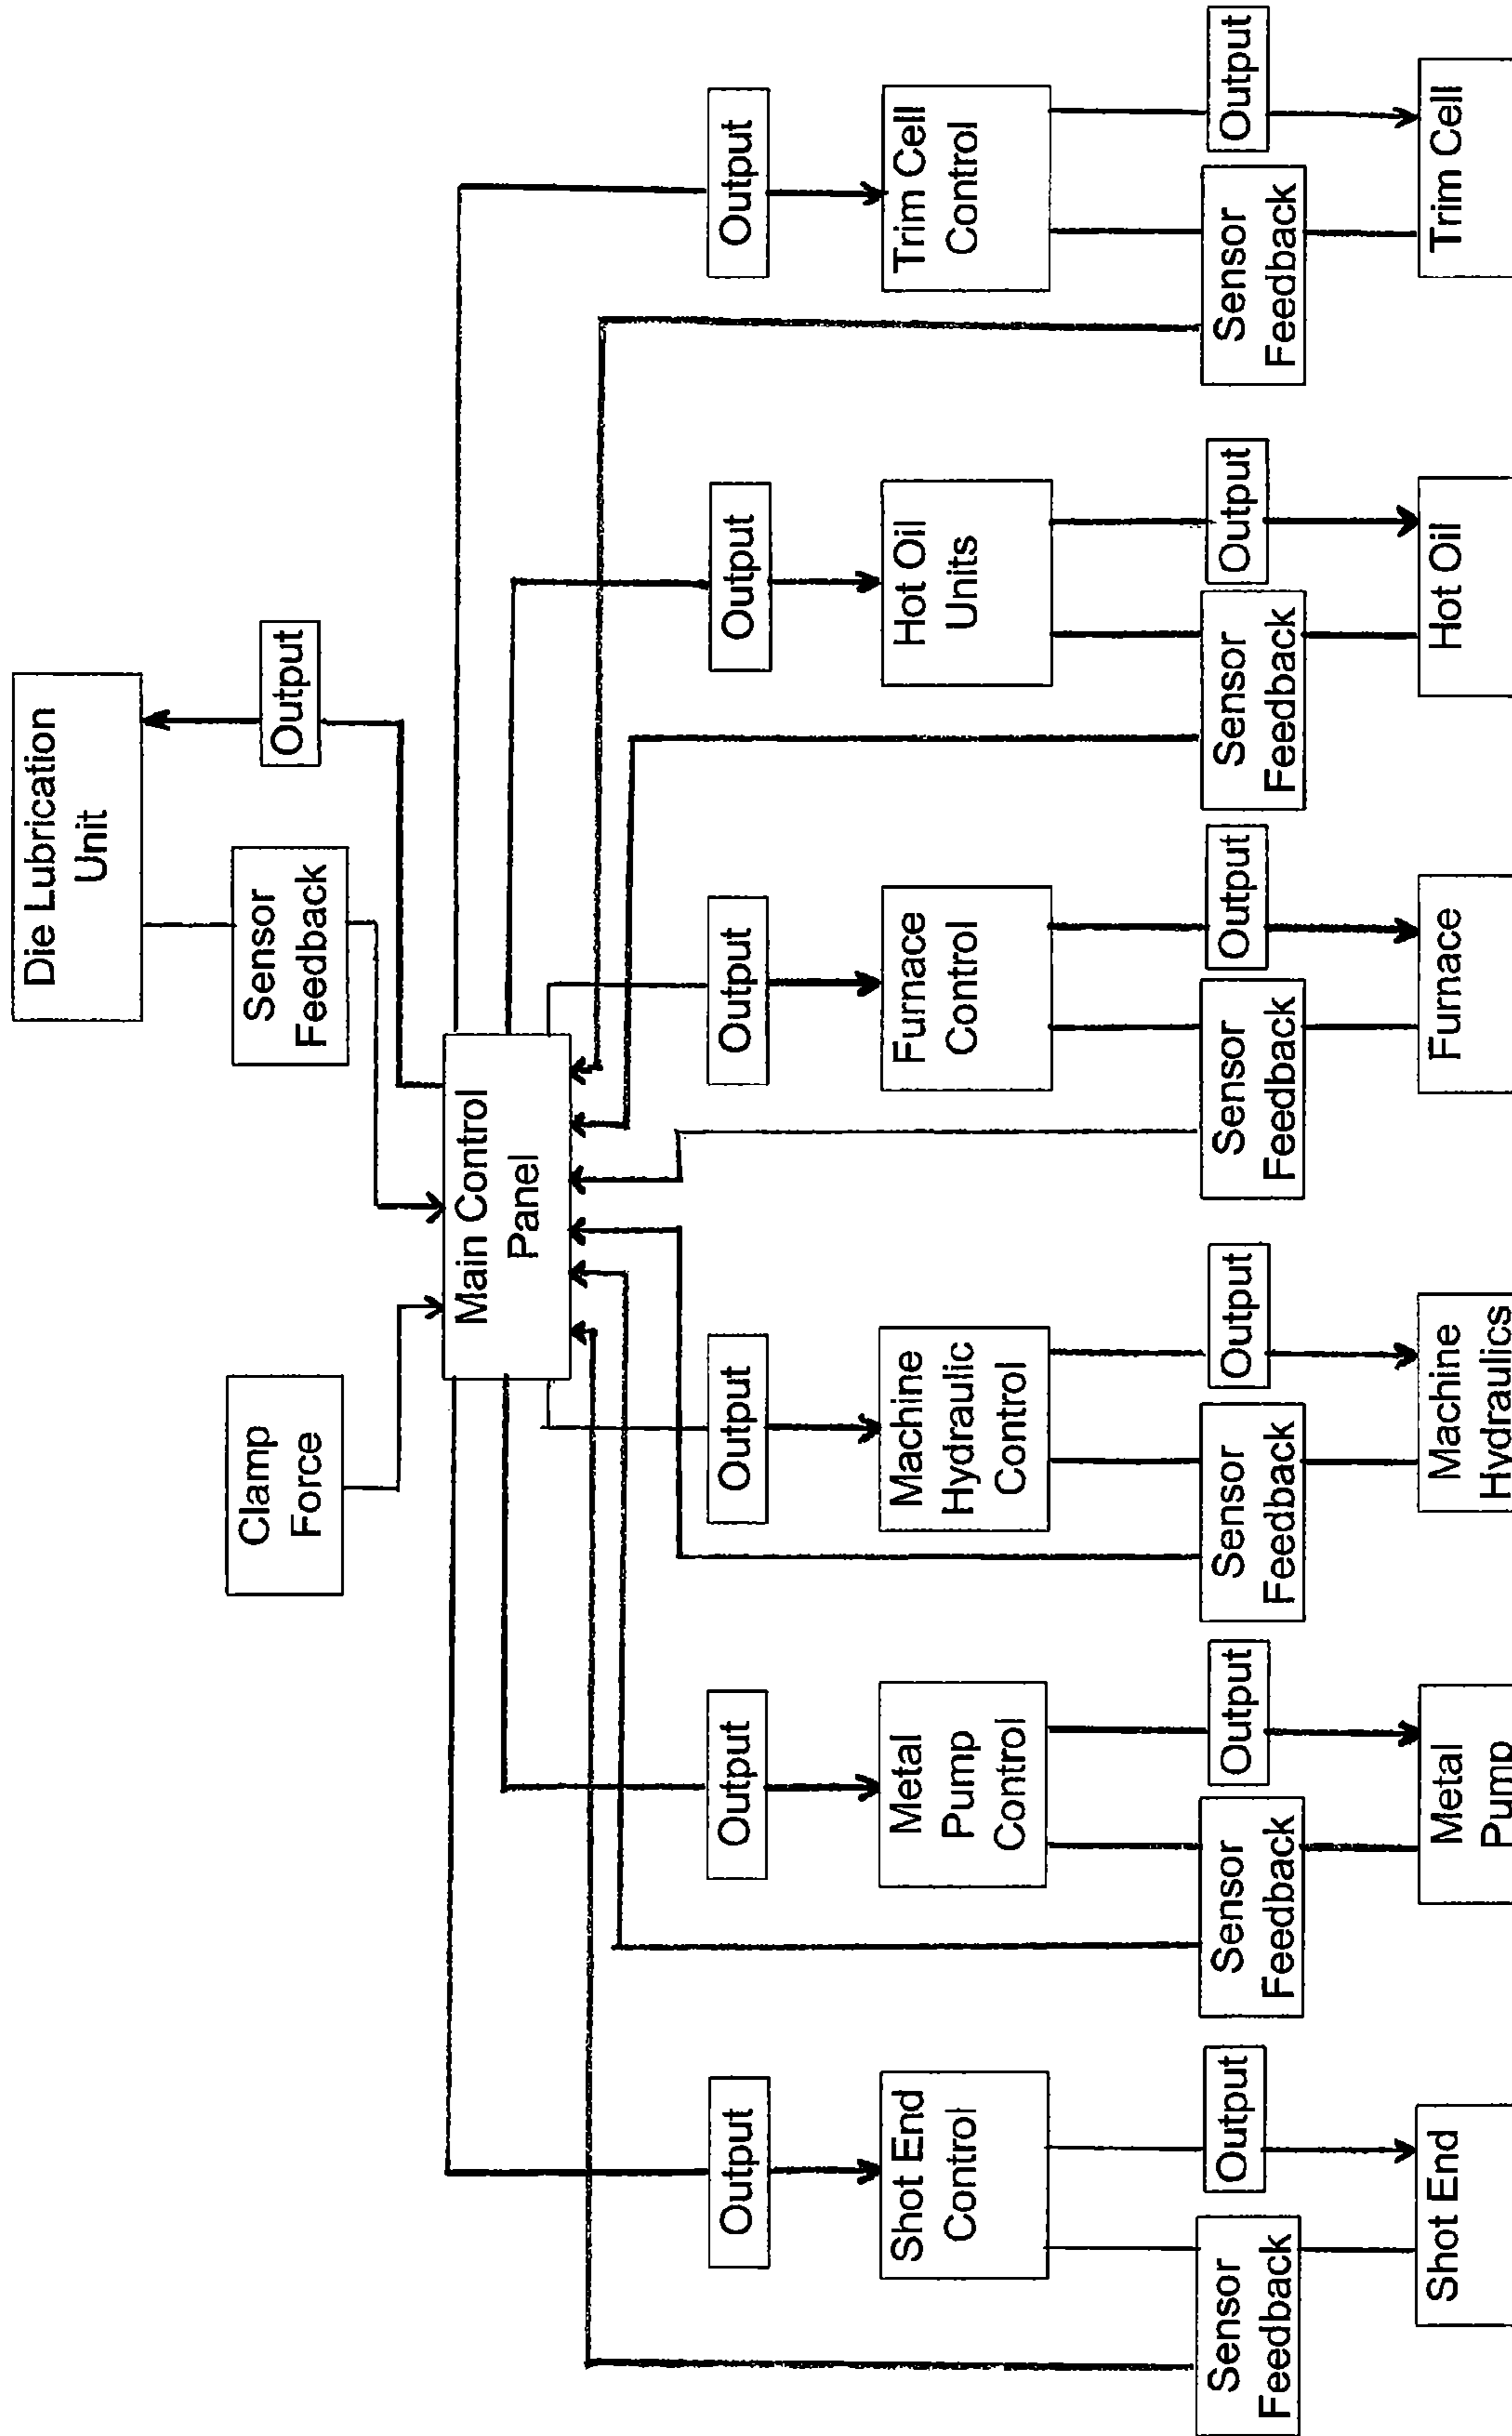 Die Lubrication
Unit
Clamp
Force
Sensor
Feedback
Output
Main Control
Panel
Output
Output
Output
Output
Output
Output
Shot End
Control
Metal
Pump
Control
Machine
Hydraulic
Control
Furnace
Control
Hot Oil
Units
Trim Cell
Control
Sensor
Feedback
Output
Sensor
Feedback
Output
Sensor
Feedback
Output
Sensor
Feedback
Output
Sensor
Feedback
Output
Sensor
Feedback
Output
Shot End
Metal
Pump
Machine
Hydraulics
Furnace
Hot Oil
Trim Cell